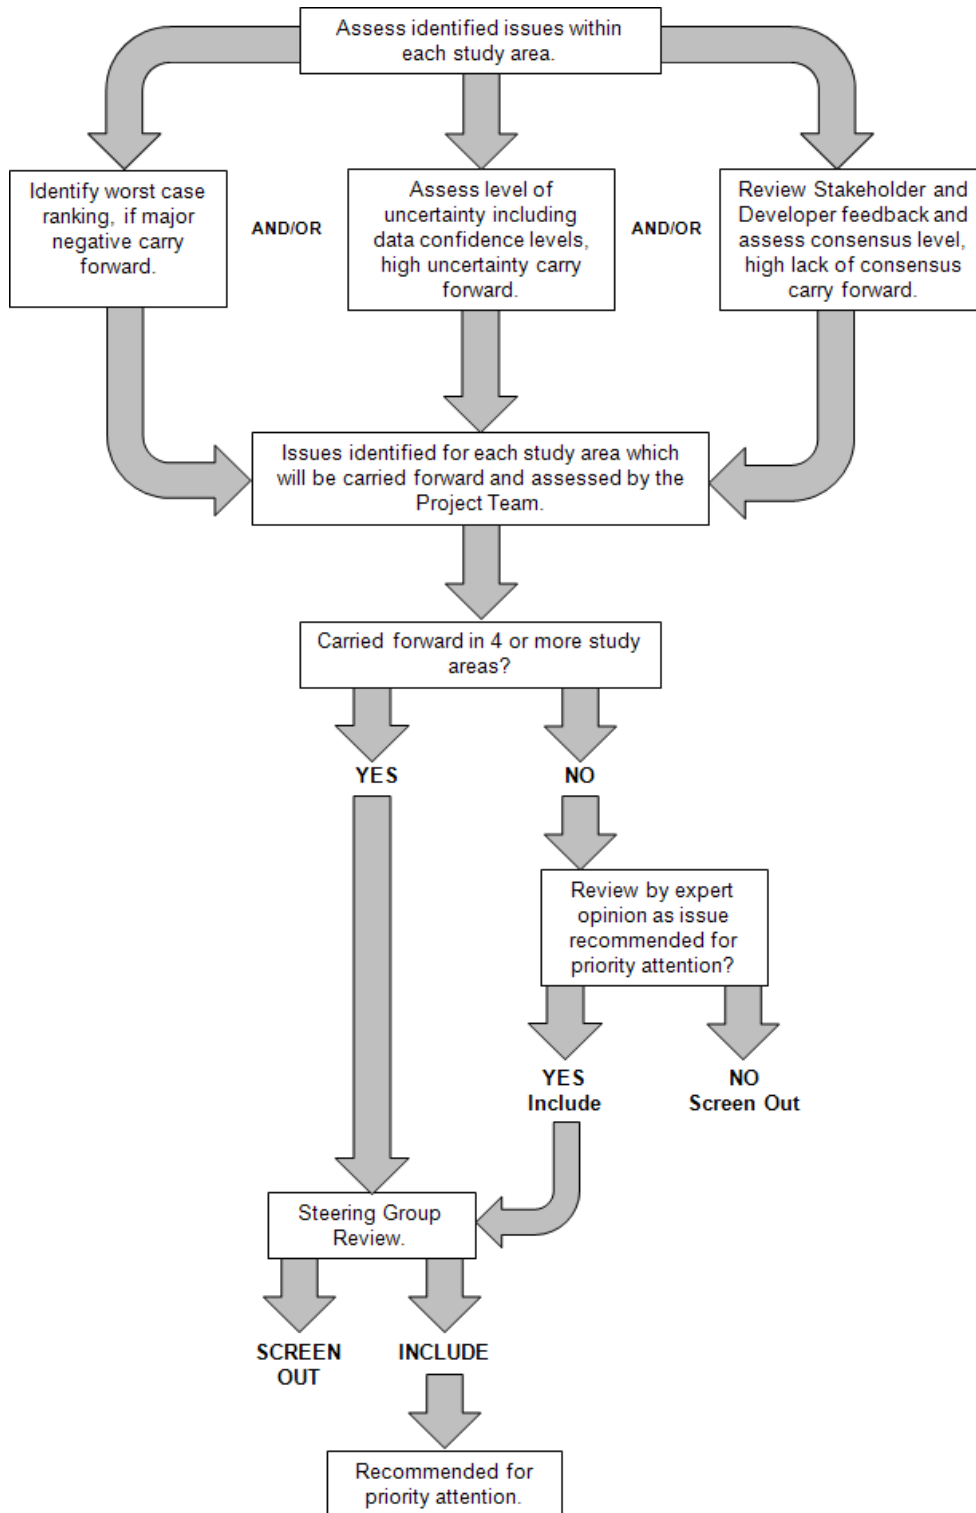 Assess identified issues within
each study area.
Identify worst case
ranking, if major
negative carry
forward.
AND/OR
Assess level of
uncertainty including
data confidence levels,
high uncertainty carry
forward.
AND/OR
Review Stakeholder and
Developer feedback and
assess consensus level,
high lack of consensus
carry forward.
Issues identified for each study area which
will be carried forward and assessed by the
Project Team.
Carried forward in 4 or more study
areas?
YES
NO
Review by expert
opinion as issue
recommended for
priority attention?
YES
Include
NO
Screen Out
Steering Group
Review.
SCREEN
OUT
INCLUDE
Recommended for
priority attention.